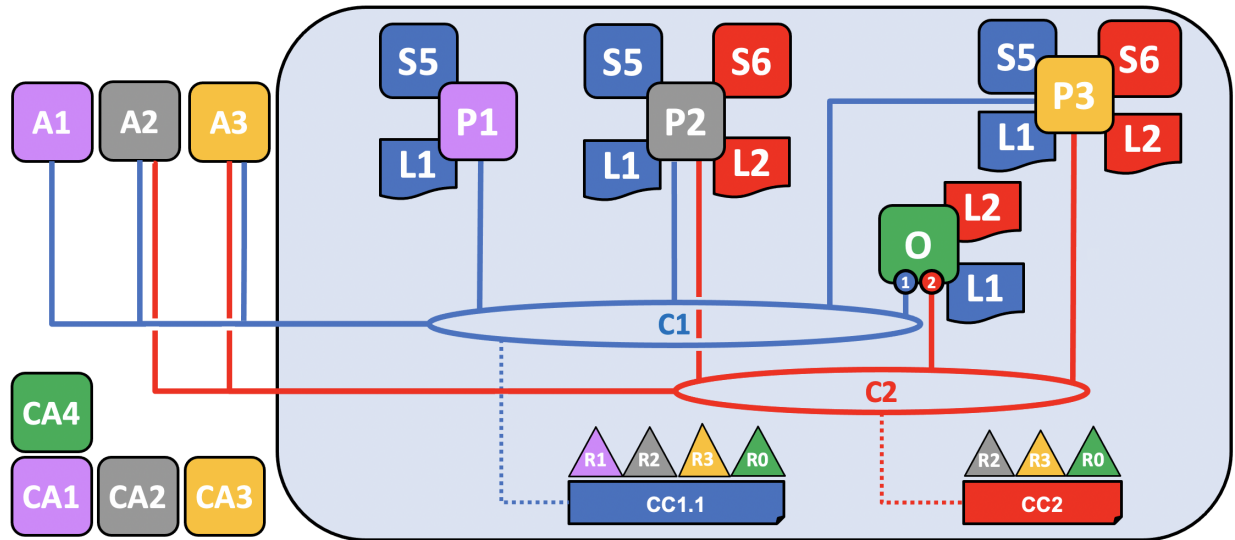 S5
S5
S6
S5
S6
A1
A2
A3
P1
P2
P3
L1
L1
L2
L1
L2
L2
O
1
2
L1
C1
C2
CA4
R1
R2
R3
R0
R2
R3
R0
CA1
CA2
CA3
CC1.1
CC2